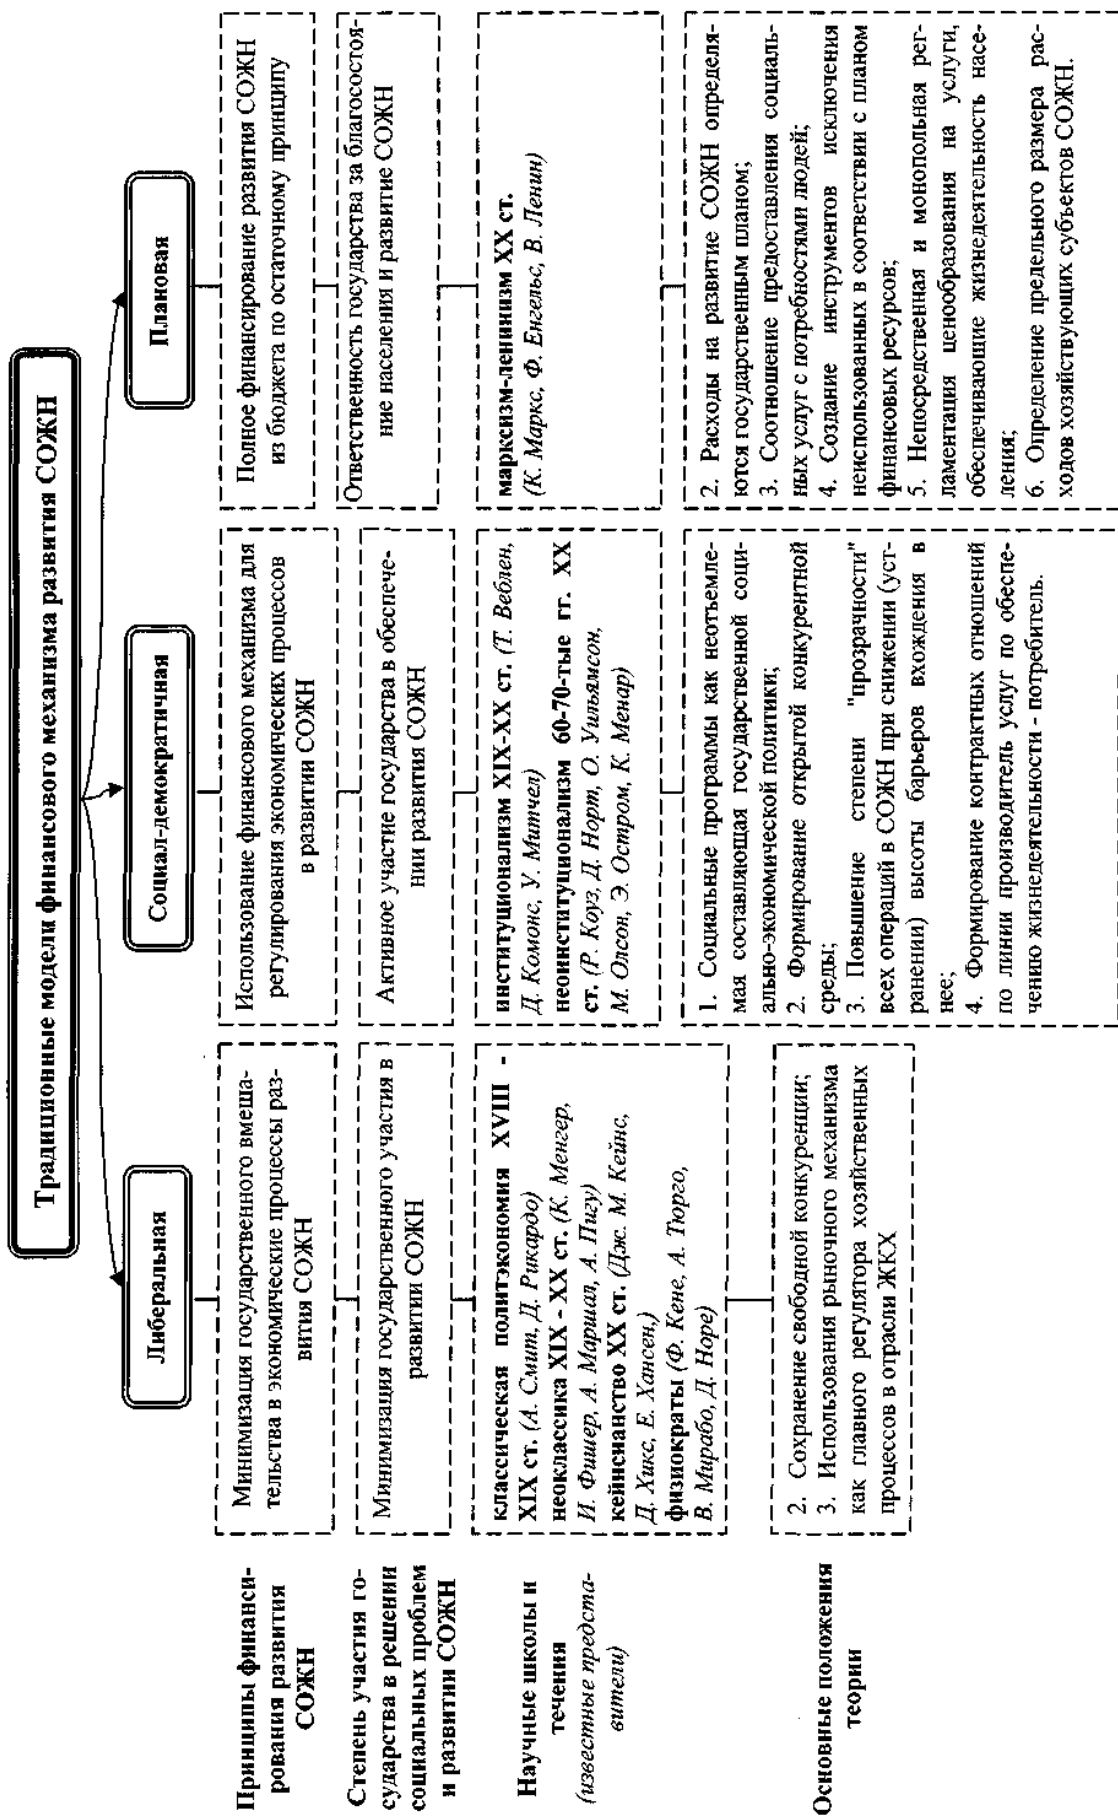 Традиционные модели финансового механизма развития СОЖН
Либеральная
Социал-демократичная
Плановая
Принципы финанси-
рования развития
СОЖН
Минимизация государственного вмеша-
тельства в экономические процессы раз-
вития СОЖН
Использование финансового механизма для
регулирования экономических процессов
в развитии СОЖН
Полное финансирование развития СОЖН
из бюджета по остаточному принципу
Степень участия го-
сударства в решении
социальных проблем
и развитии СОЖН
Минимизация государственного участия в
развитии СОЖН
Активное участие государства в обеспече-
нии развития СОЖН
Ответственность государства за благосостоя-
ние населения и развитие СОЖН
Научные школы и
течения
(известные предста-
вители)
классическая политэкономия XVIII -
XIX ст. (А. Смит, Д. Рикардо)
неоклассика XIX - XX ст. (К. Менгер,
И. Фишер, А. Маршал, А. Пигу)
кейнсианство XX ст. (Дж. М. Кейнс,
Д. Хикс, Е. Хансен,)
физиократы (Ф. Кене, А. Тюрго,
В. Мирабо, Д. Норе)
институционализм XIX-XX ст. (Т. Веблен,
Д. Комонс, У. Митчел)
неоинституционализм 60-70-тые гг. XX
ст. (Р. Коуз, Д. Норт, О. Уильямсон,
М. Олсон, Э. Остром, К. Менар)
марксизм-ленинизм XX ст.
(К. Маркс, Ф. Енгельс, В. Ленин)
Основные положения
теории
2. Сохранение свободной конкуренции;
3. Использования рыночного механизма
как главного регулятора хозяйственных
процессов в отрасли ЖКХ
1. Социальные программы как неотъемле-
мая составляющая государственной соци-
ально-экономической политики;
2. Формирование открытой конкурентной
среды;
3. Повышение степени "прозрачности"
всех операций в СОЖН при снижении (уст-
ранении) высоты барьеров вхождения в
нее;
4. Формирование контрактных отношений
по линии производитель услуг по обеспе-
чению жизнедеятельности - потребитель.
2. Расходы на развитие СОЖН определя-
ются государственным планом;
3. Соотношение предоставления социаль-
ных услуг с потребностями людей;
4. Создание инструментов исключения
неиспользованных в соответствии с планом
финансовых ресурсов;
5. Непосредственная и монопольная рег-
ламентация ценообразования на услуги,
обеспечивающие жизнедеятельность насе-
ления;
6. Определение предельного размера рас-
ходов хозяйствующих субъектов СОЖН.